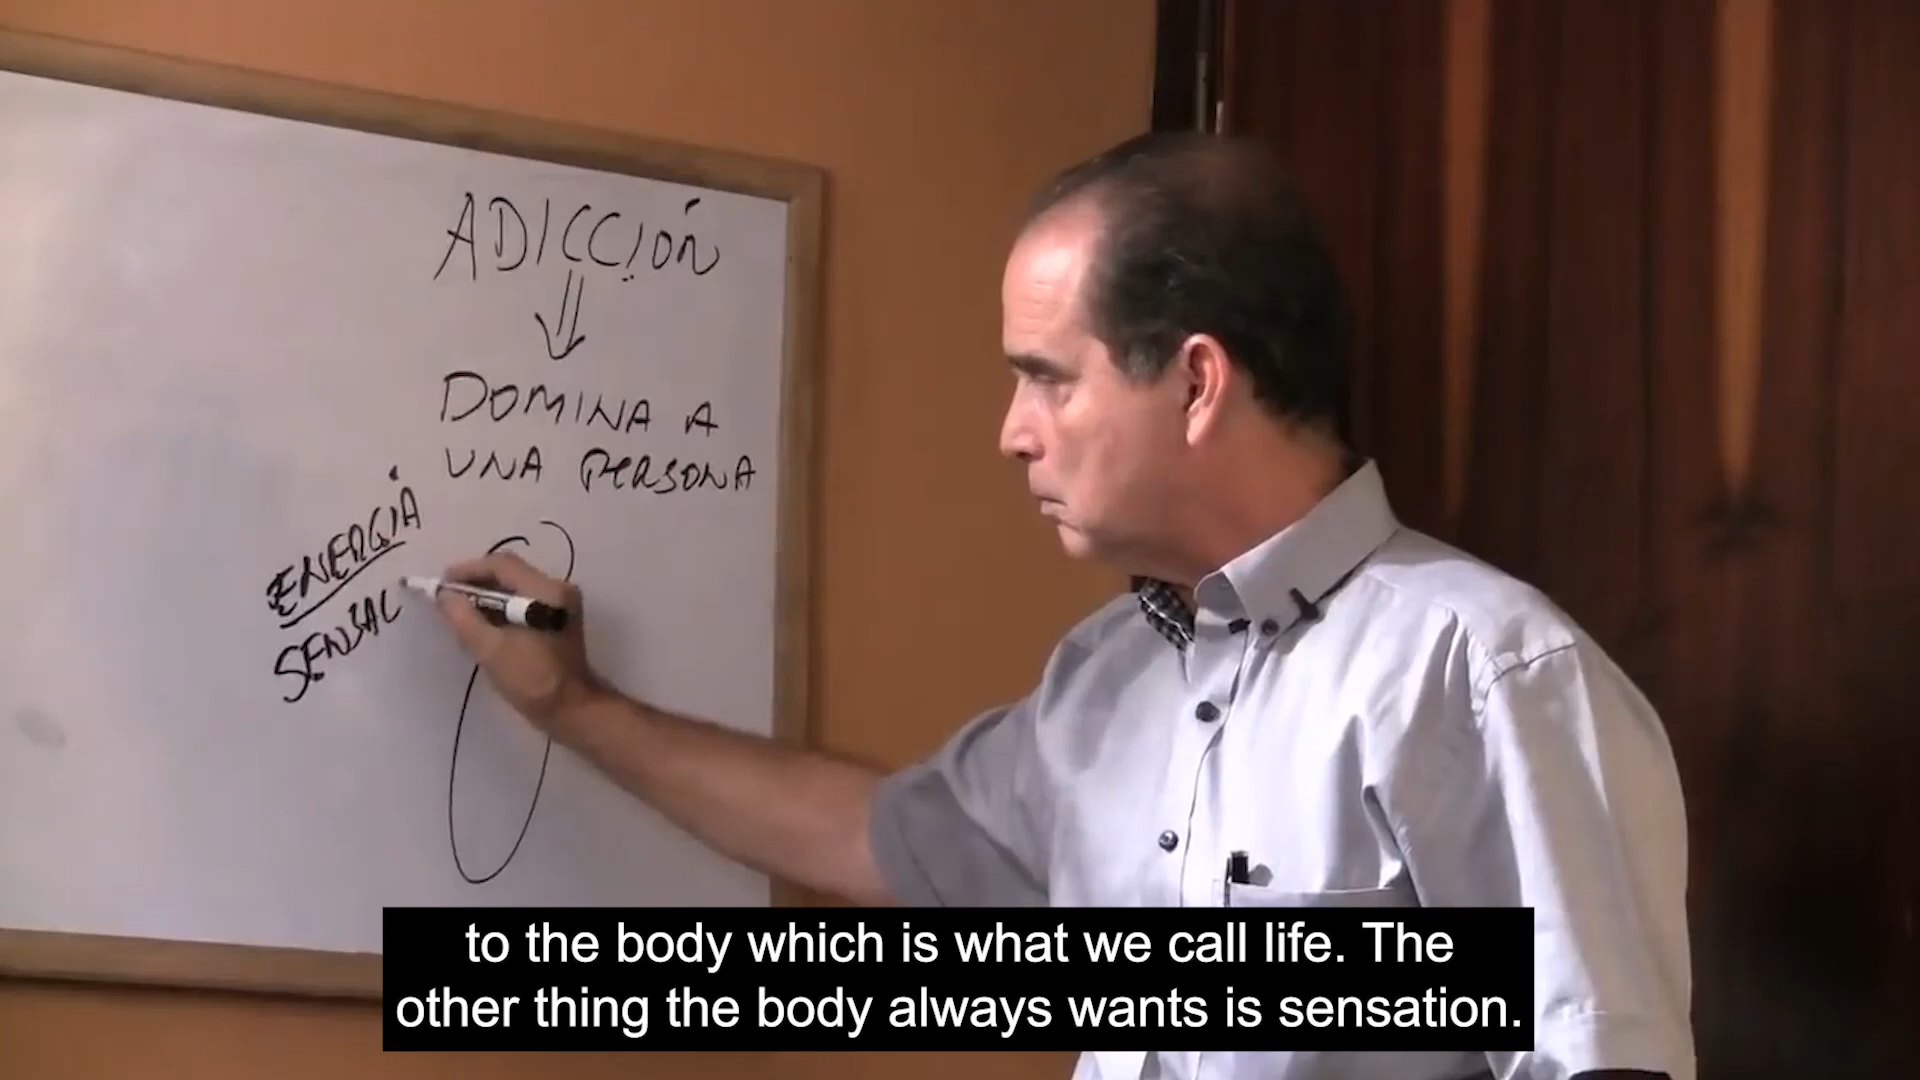 ADICCIÓN
DOMINA A
UNA PERSONA
ENERGÍA
SENSAC
to the body which is what we call life. The
other thing the body always wants is sensation.